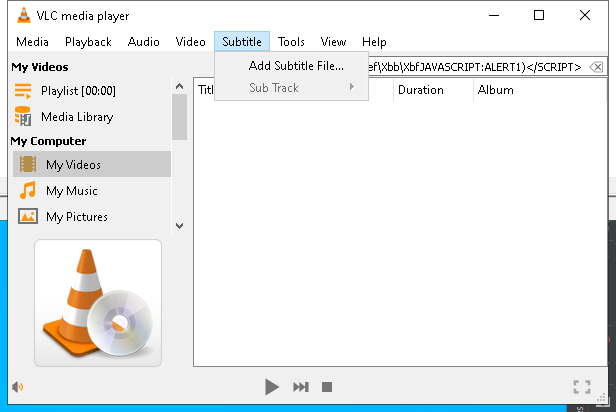 VLC media player
Media Playback Audio Video Subtitle Tools View Help
My Videos
Add Subtitle File...
ef\Xbb\XbfJAVASCRIPT:ALERT1)</SCRIPT>
Playlist [00:00]
Sub Track
Titl
Duration
Album
Media Library
My Computer
My Videos
My Music
My Pictures